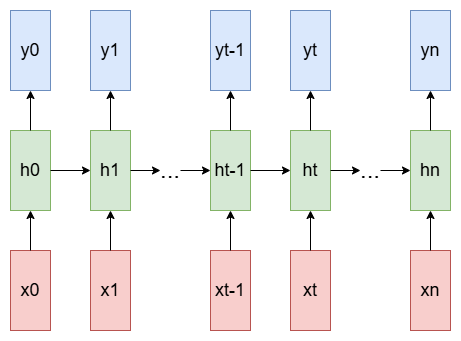 y0 y1 yt-1 yt yn
h0 h1 ... ht-1 ht ... hn
x0 x1 xt-1 xt xn